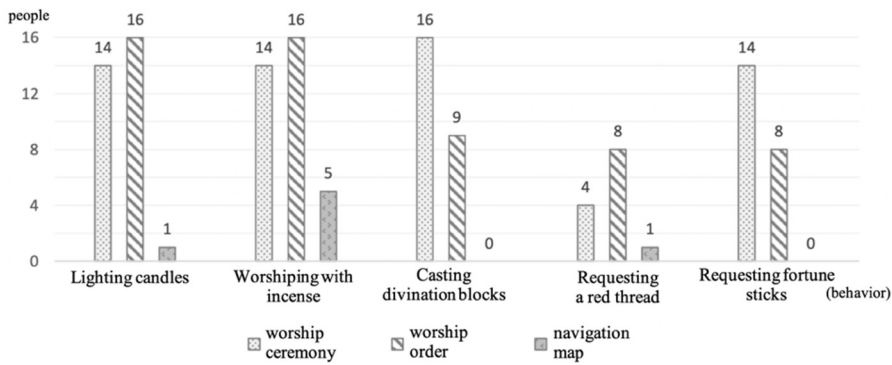 people
16
12
8
4
0
14
16
1
14
16
5
16
9
0
4
8
1
14
8
0
Lighting candles
Worshiping with
incense
Casting
divination blocks
Requesting
a red thread
Requesting fortune
sticks
(behavior)
worship
ceremony
worship
order
navigation
map